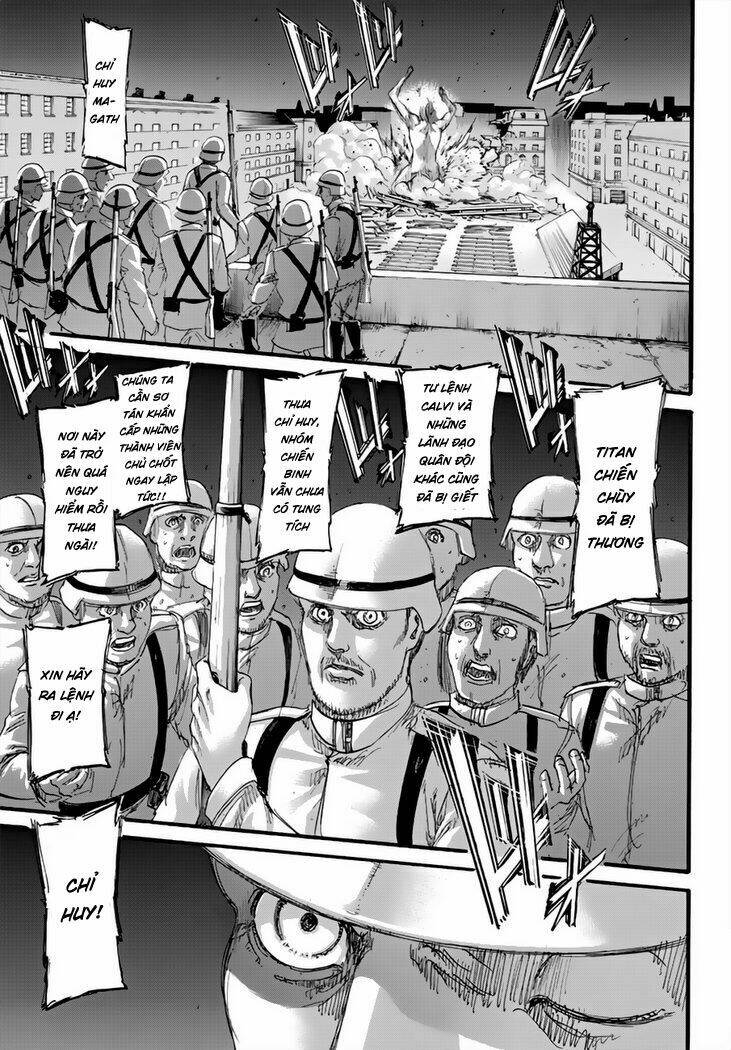 CHỈ
HUY
MA-
GATH
TITAN
CHIẾN
CHÙY
ĐÃ BỊ
THƯƠNG
TƯ LỆNH
CALVI VÀ
NHỮNG
LÃNH ĐẠO
QUÂN ĐỘI
KHÁC CŨNG
ĐÃ BỊ GIẾT
THƯA
CHỈ HUY,
NHÓM
CHIẾN
BINH
VẪN CHƯA
CÓ TUNG
TÍCH
CHÚNG TA
CẦN SƠ
TÁN KHẨN
CẤP NHỮNG
THÀNH VIÊN
CHỦ CHỐT
NGAY LẬP
TỨC!!
NƠI NÀY
ĐÃ TRỞ
NÊN QUÁ
NGUY
HIỂM RỒI
THƯA
NGÀI!
XIN HÃY
RA LỆNH
ĐI Ạ!
CHỈ
HUY!